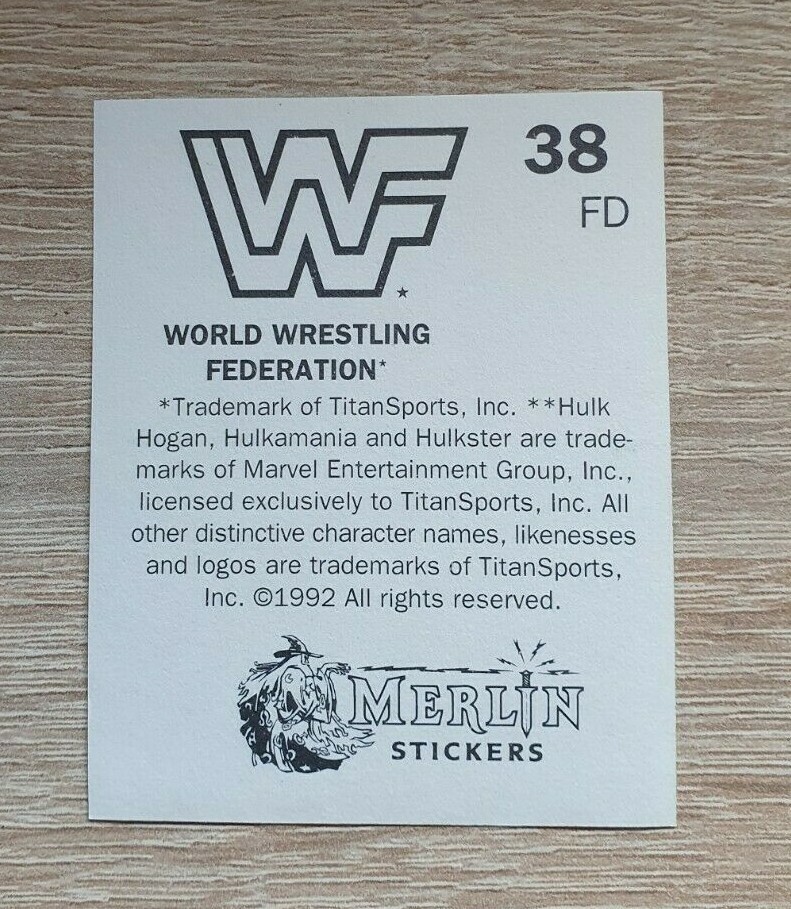 WF
38
FD
WORLD WRESTLING
FEDERATION*
*Trademark of TitanSports, Inc. **Hulk
Hogan, Hulkamania and Hulkster are trade-
marks of Marvel Entertainment Group, Inc.,
licensed exclusively to TitanSports, Inc. All
other distinctive character names, likenesses
and logos are trademarks of TitanSports,
Inc. ©1992 All rights reserved.
MERLIN
STICKERS